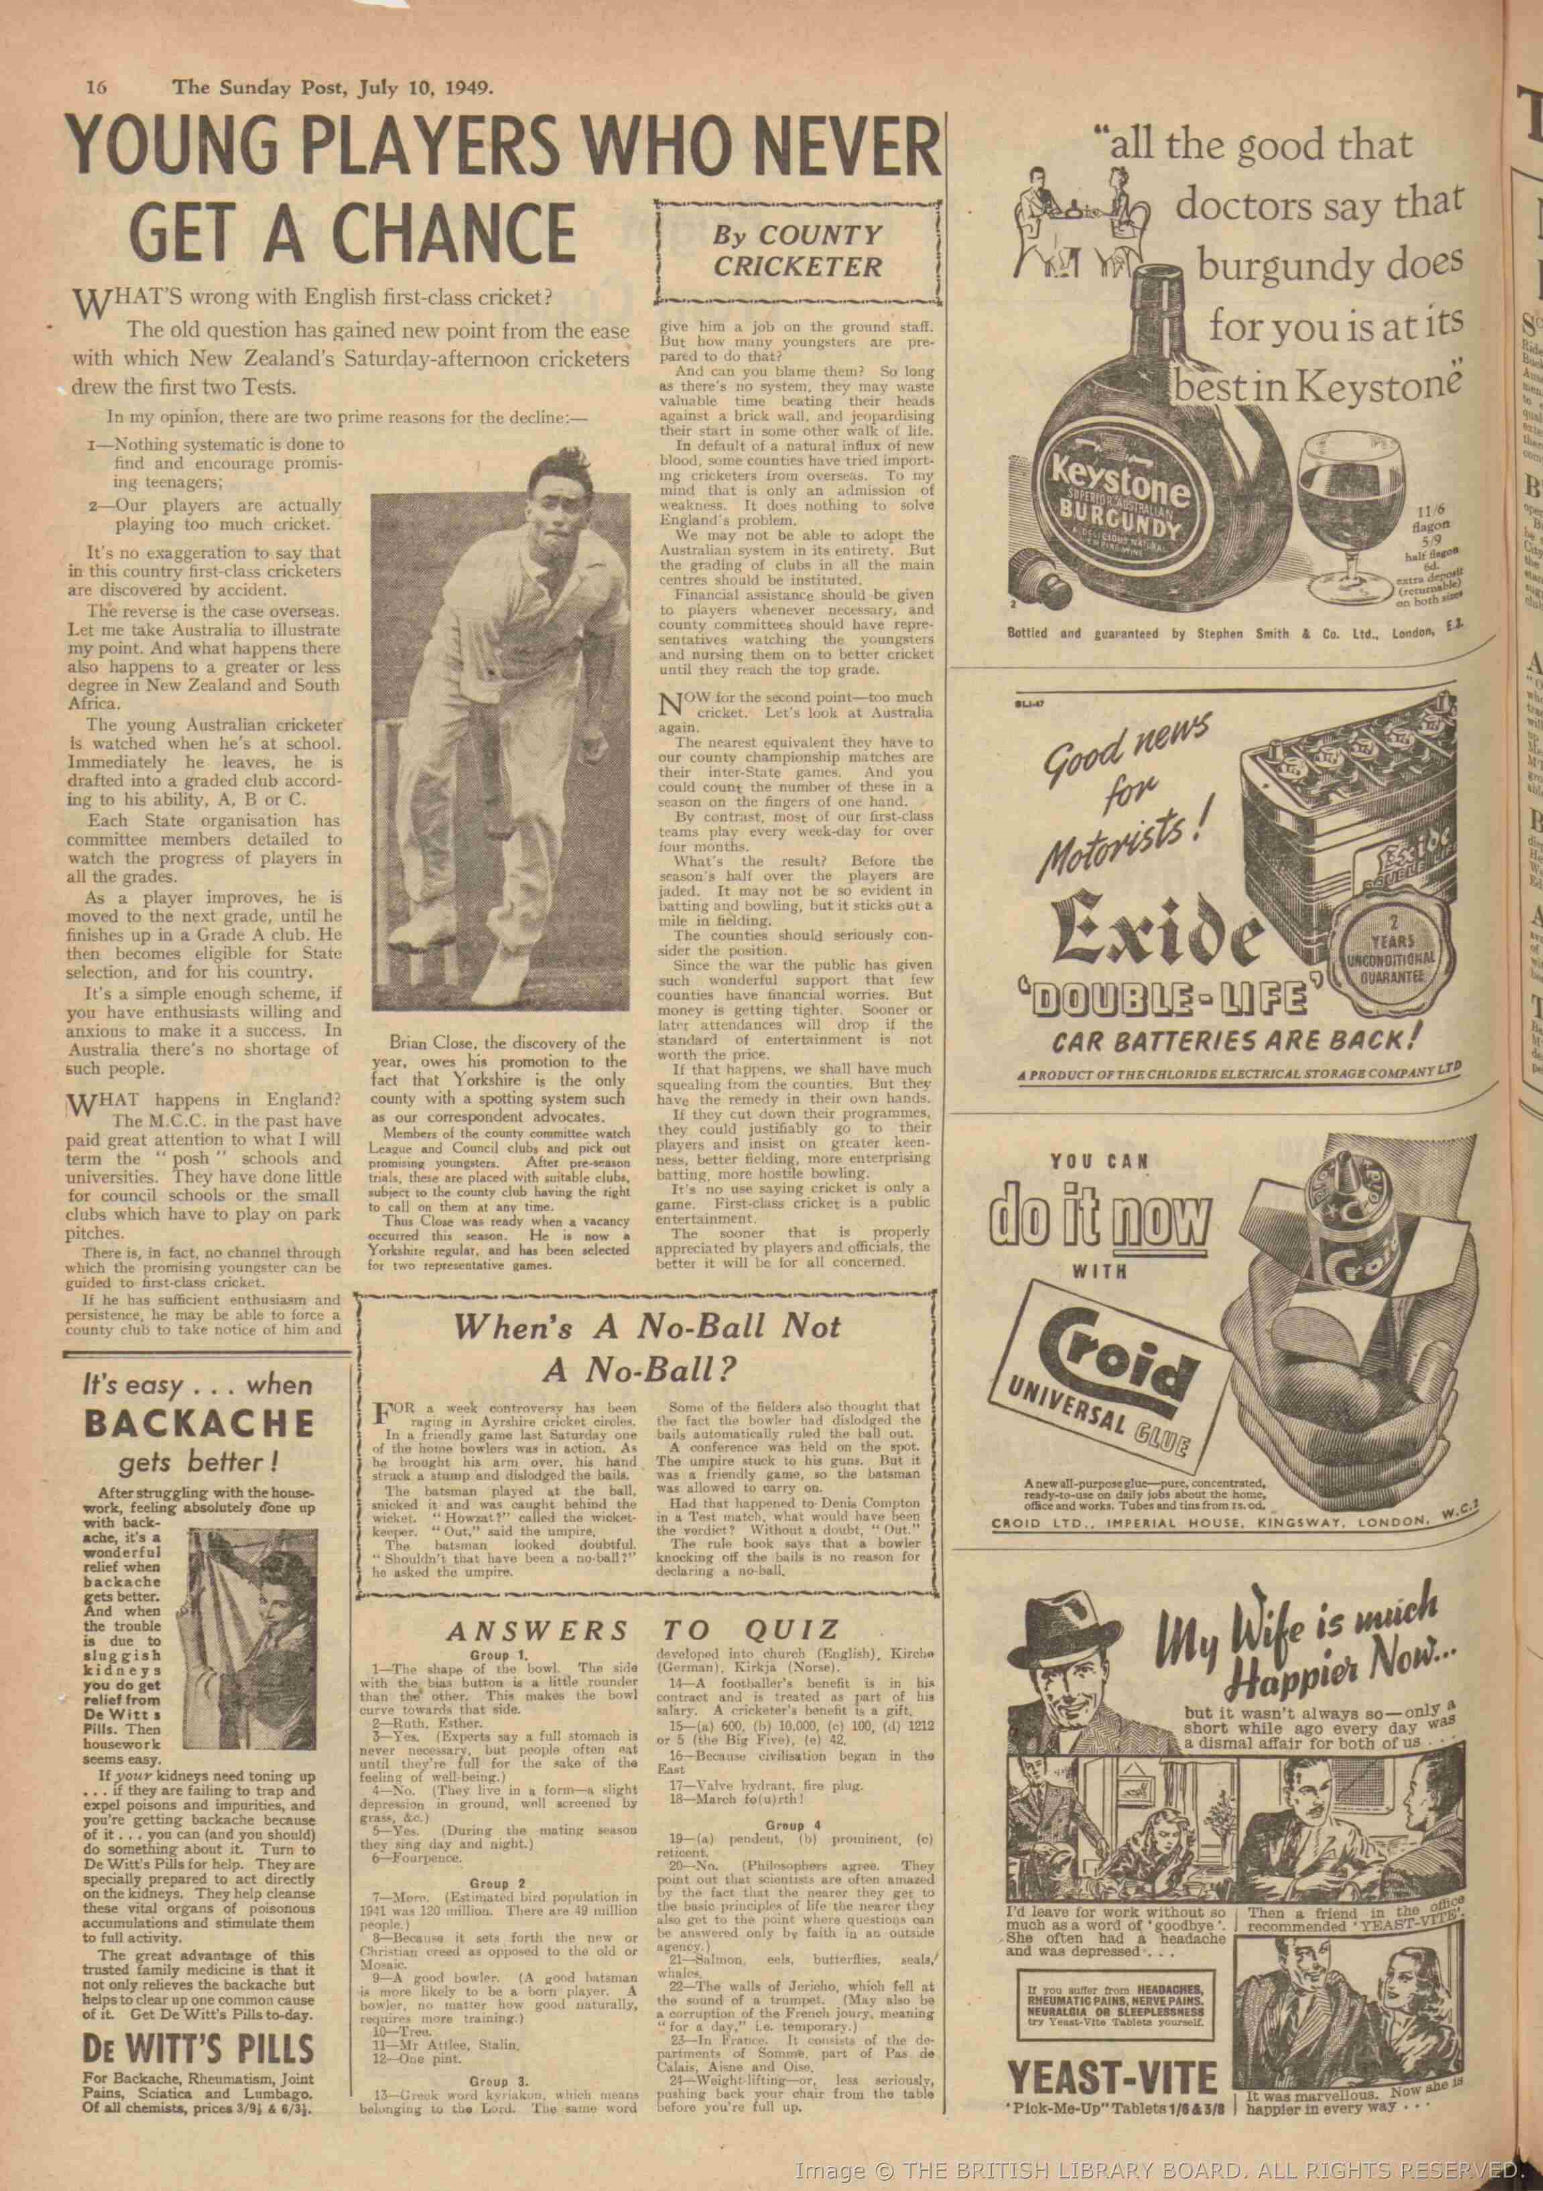 16 The Sunday Post, July 10, 1949.
YOUNG PLAYERS WHO NEVER
GET A CHANCE
By COUNTY
CRICKETER
WHAT'S wrong with English first-class cricket?
The old question has gained new point from the ease
with which New Zealand's Saturday-afternoon cricketers
drew the first two Tests.
In my opinion, there are two prime reasons for the decline:—
1—Nothing systematic is done to
find and encourage promis-
ing teenagers;
2—Our players are actually
playing too much cricket.
It's no exaggeration to say that
in this country first-class cricketers
are discovered by accident.
The reverse is the case overseas.
Let me take Australia to illustrate
my point. And what happens there
also happens to a greater or less
degree in New Zealand and South
Africa.
The young Australian cricketer
is watched when he's at school.
Immediately he leaves, he is
drafted into a graded club accord-
ing to his ability, A, B or C.
Each State organisation has
committee members detailed to
watch the progress of players in
all the grades.
As a player improves, he is
moved to the next grade, until he
finishes up in a Grade A club. He
then becomes eligible for State
selection, and for his country.
It's a simple enough scheme, if
you have enthusiasts willing and
anxious to make it a success. In
Australia there's no shortage of
such people.
WHAT happens in England?
The M.C.C. in the past have
paid great attention to what I will
term the "posh" schools and
universities. They have done little
for council schools or the small
clubs which have to play on park
pitches.
There is, in fact, no channel through
which the promising youngster can be
guided to first-class cricket.
If he has sufficient enthusiasm and
persistence, he may be able to force a
county club to take notice of him and
Brian Close, the discovery of the
year, owes his promotion to the
fact that Yorkshire is the only
county with a spotting system such
as our correspondent advocates.
Members of the county committee watch
League and Council clubs and pick out
promising youngsters. After pre-season
trials, these are placed with suitable clubs,
subject to the county club having the right
to call on them at any time.
Thus Close was ready when a vacancy
occurred this season. He is now a
Yorkshire regular, and has been selected
for two representative games.
give him a job on the ground staff.
But how many youngsters are pre-
pared to do that?
And can you blame them? So long
as there's no system, they may waste
valuable time beating their heads
against a brick wall, and jeopardising
their start in some other walk of life.
In default of a natural influx of new
blood, some counties have tried import-
ing cricketers from overseas. To my
mind that is only an admission of
weakness. It does nothing to solve
England's problem.
We may not be able to adopt the
Australian system in its entirety. But
the grading of clubs in all the main
centres should be instituted.
Financial assistance should be given
to players whenever necessary, and
county committees should have repre-
sentatives watching the youngsters
and nursing them on to better cricket
until they reach the top grade.
NOW for the second point—too much
cricket. Let's look at Australia
again.
The nearest equivalent they have to
our county championship matches are
their inter-State games. And you
could count the number of these in a
season on the fingers of one hand.
By contrast, most of our first-class
teams play every week-day for over
four months.
What's the result? Before the
season's half over the players are
jaded. It may not be so evident in
batting and bowling, but it sticks out a
mile in fielding.
The counties should seriously con-
sider the position.
Since the war the public has given
such wonderful support that few
counties have financial worries. But
money is getting tighter. Sooner or
later attendances will drop if the
standard of entertainment is not
worth the price.
If that happens, we shall have much
squealing from the counties. But they
have the remedy in their own hands.
If they cut down their programmes,
they could justifiably go to their
players and insist on greater keen-
ness, better fielding, more enterprising
batting, more hostile bowling.
It's no use saying cricket is only a
game. First-class cricket is a public
entertainment.
The sooner that is properly
appreciated by players and officials, the
better it will be for all concerned.
When's A No-Ball Not
A No-Ball?
FOR a week controversy has been
raging in Ayrshire cricket circles.
In a friendly game last Saturday one
of the home bowlers was in action. As
he brought his arm over, his hand
struck a stump and dislodged the bails.
The batsman played at the ball,
snicked it and was caught behind the
wicket. "Howzat?" called the wicket-
keeper. "Out," said the umpire,
The batsman looked doubtful.
"Shouldn't that have been a no-ball?"
he asked the umpire.
Some of the fielders also thought that
the fact the bowler had dislodged the
bails automatically ruled the ball out.
A conference was held on the spot.
The umpire stuck to his guns. But it
was a friendly game, so the batsman
was allowed to carry on.
Had that happened to Denis Compton
in a Test match, what would have been
the verdict? Without a doubt, "Out."
The rule book says that a bowler
knocking off the bails is no reason for
declaring a no-ball.
ANSWERS TO QUIZ
Group 1.
1—The shape of the bowl. The side
with the bias button is a little rounder
than the other. This makes the bowl
curve towards that side.
2—Ruth, Esther.
3—Yes. (Experts say a full stomach is
never necessary, but people often eat
until they're full for the sake of the
feeling of well-being.)
4—No. (They live in a form—a slight
depression in ground, well screened by
grass, &c.)
5—Yes. (During the mating season
they sing day and night.)
6—Fourpence.
Group 2
7—More. (Estimated bird population in
1941 was 120 million. There are 49 million
people.)
8—Because it sets forth the new or
Christian creed as opposed to the old or
Mosaic.
9—A good bowler. (A good batsman
is more likely to be a born player. A
bowler, no matter how good naturally,
requires more training.)
10—Tree.
11—Mr Attlee, Stalin.
12—One pint.
Group 3.
13—Greek word kyriakon, which means
belonging to the Lord. The same word
developed into church (English), Kirche
(German), Kirkja (Norse).
14—A footballer's benefit is in his
contract and is treated as part of his
salary. A cricketer's benefit is a gift.
15—(a) 600, (b) 10,000, (c) 100, (d) 1212
or 5 (the Big Five), (e) 42.
16—Because civilisation began in the
East
17—Valve hydrant, fire plug.
18—March fo(u)rth!
Group 4
19—(a) pendent, (b) prominent, (c)
reticent.
20—No. (Philosophers agree. They
point out that scientists are often amazed
by the fact that the nearer they get to
the basic principles of life the nearer they
also get to the point where questions can
be answered only by faith in an outside
agency.)
21—Salmon, eels, butterflies, seals,
whales.
22—The walls of Jericho, which fell at
the sound of a trumpet. (May also be
a corruption of the French joury, meaning
"for a day," i.e. temporary.)
23—In France. It consists of the de-
partments of Somme, part of Pas de
Calais, Aisne and Oise.
24—Weight-lifting—or, less seriously,
pushing back your chair from the table
before you're full up.
It's easy . . . when
BACKACHE
gets better!
After struggling with the house-
work, feeling absolutely done up
with back-
ache, it's a
wonderful
relief when
backache
gets better.
And when
the trouble
is due to
sluggish
kidneys
you do get
relief from
De Witt's
Pills. Then
housework
seems easy.
If your kidneys need toning up
. . . if they are failing to trap and
expel poisons and impurities, and
you're getting backache because
of it . . . you can (and you should)
do something about it. Turn to
De Witt's Pills for help. They are
specially prepared to act directly
on the kidneys. They help cleanse
these vital organs of poisonous
accumulations and stimulate them
to full activity.
The great advantage of this
trusted family medicine is that it
not only relieves the backache but
helps to clear up one common cause
of it. Get De Witt's Pills to-day.
DE WITT'S PILLS
For Backache, Rheumatism, Joint
Pains, Sciatica and Lumbago.
Of all chemists, prices 3/9½ & 6/3½.
"all the good that
doctors say that
burgundy does
for you is at its
best in Keystone"
Keystone
SUPERIOR AUSTRALIAN
BURGUNDY
A DELICIOUS NATURAL
EMPIRE WINE
2
11/6
flagon
5/9
half flagon
6d.
extra deposit
(returnable)
on both sizes
Bottled and guaranteed by Stephen Smith & Co. Ltd., London, E.3.
BLI-47
Good news
for
Motorists!
Exide
2
YEARS
UNCONDITIONAL
GUARANTEE
'DOUBLE-LIFE'
CAR BATTERIES ARE BACK!
A PRODUCT OF THE CHLORIDE ELECTRICAL STORAGE COMPANY LTD
YOU CAN
do it now
WITH
Croid
UNIVERSAL GLUE
A new all-purpose glue—pure, concentrated,
ready-to-use on daily jobs about the home,
office and works. Tubes and tins from 1s. 0d.
CROID LTD., IMPERIAL HOUSE, KINGSWAY, LONDON, W.C.2
My Wife is much
Happier Now...
but it wasn't always so—only a
short while ago every day was
a dismal affair for both of us . . .
I'd leave for work without so
much as a word of 'goodbye'.
She often had a headache
and was depressed . . .
Then a friend in the office
recommended 'YEAST-VITE'.
If you suffer from HEADACHES,
RHEUMATIC PAINS, NERVE PAINS,
NEURALGIA OR SLEEPLESSNESS
try Yeast-Vite Tablets yourself.
YEAST-VITE
"Pick-Me-Up" Tablets 1/6 & 3/8
It was marvellous. Now she is
happier in every way . . .
Image © THE BRITISH LIBRARY BOARD. ALL RIGHTS RESERVED.